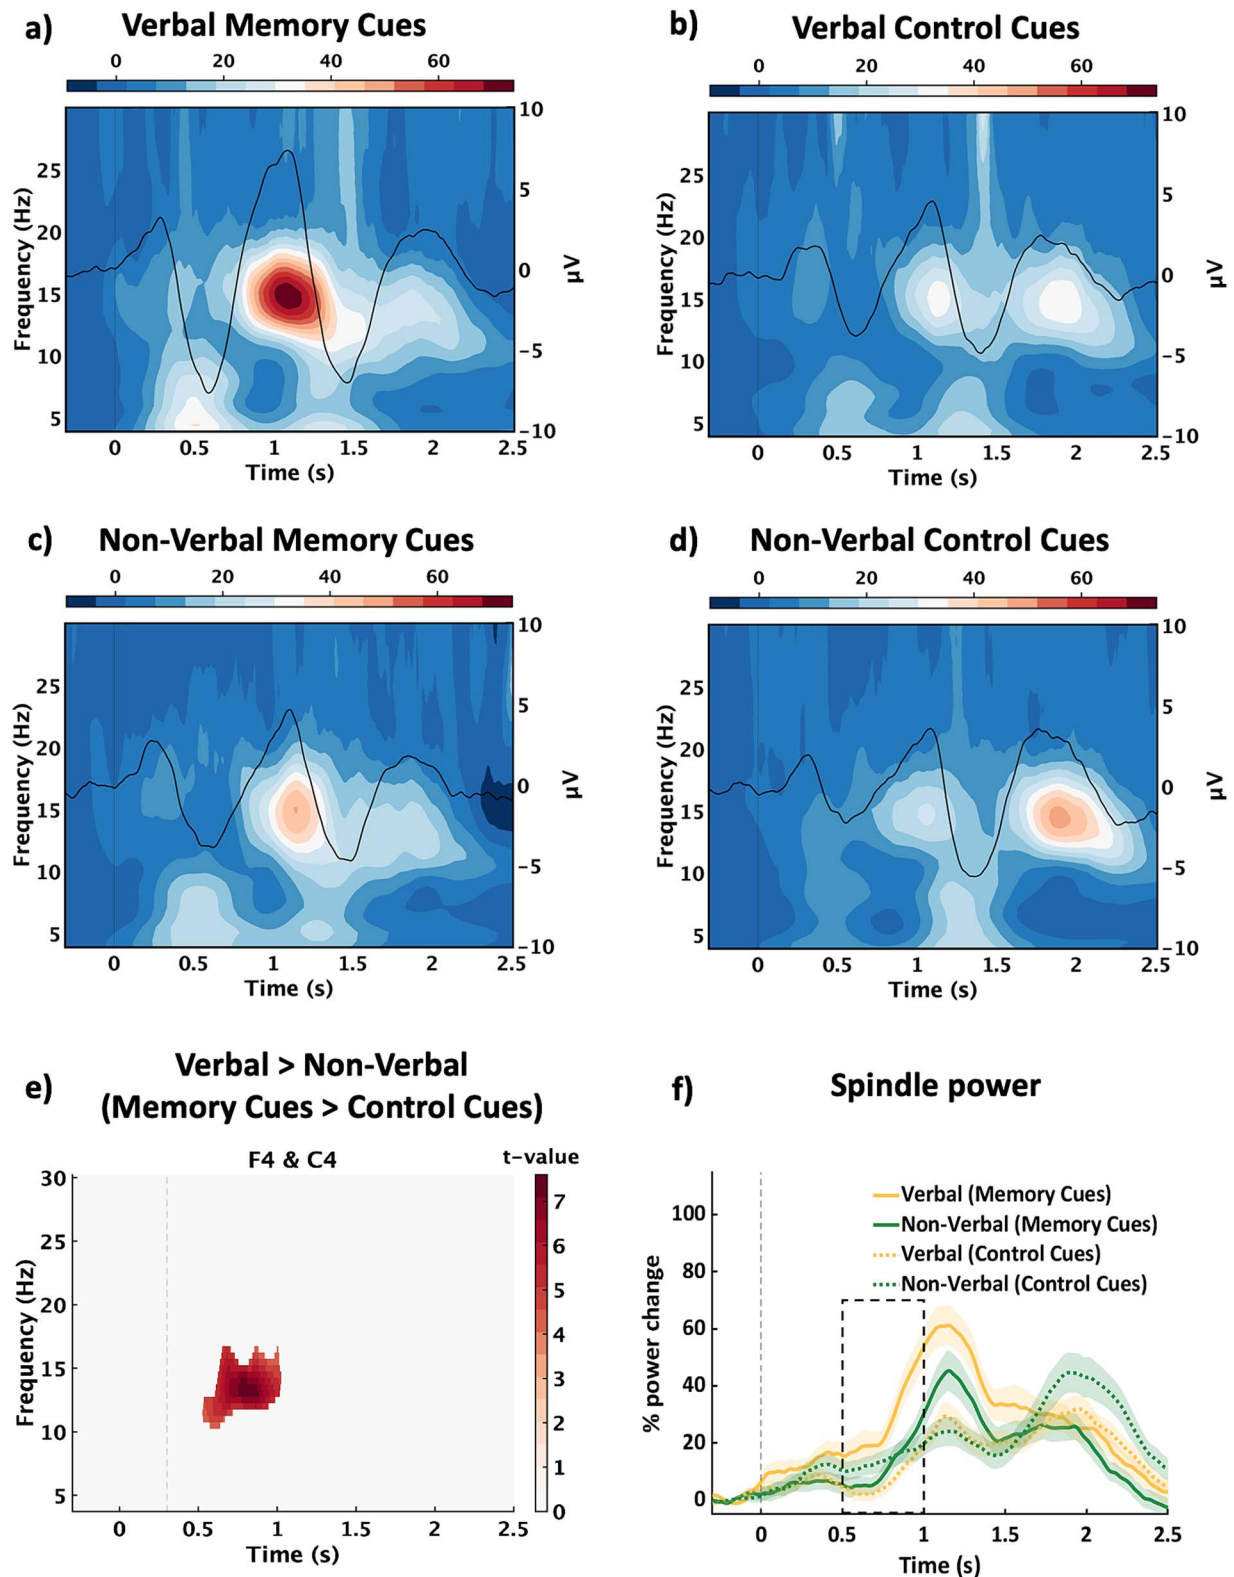 a)
Verbal Memory Cues
0 20 40 60
Frequency (Hz)
25
20
15
10
5
10
5
0
−5
−10
µV
0 0.5 1 1.5 2 2.5
Time (s)
b)
Verbal Control Cues
0 20 40 60
Frequency (Hz)
25
20
15
10
5
10
5
0
−5
−10
µV
0 0.5 1 1.5 2 2.5
Time (s)
c)
Non-Verbal Memory Cues
0 20 40 60
Frequency (Hz)
25
20
15
10
5
10
5
0
−5
−10
µV
0 0.5 1 1.5 2 2.5
Time (s)
d)
Non-Verbal Control Cues
0 20 40 60
Frequency (Hz)
25
20
15
10
5
10
5
0
−5
−10
µV
0 0.5 1 1.5 2 2.5
Time (s)
e)
Verbal > Non-Verbal
(Memory Cues > Control Cues)
F4 & C4
t-value
Frequency (Hz)
30
25
20
15
10
5
7
6
5
4
3
2
1
0
0 0.5 1 1.5 2 2.5
Time (s)
f)
Spindle power
Verbal (Memory Cues)
Non-Verbal (Memory Cues)
Verbal (Control Cues)
Non-Verbal (Control Cues)
% power change
100
80
60
40
20
0
0 0.5 1 1.5 2 2.5
Time (s)